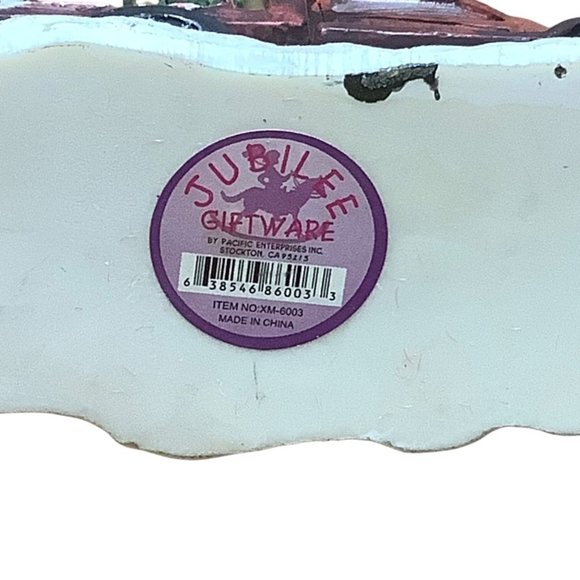 JUBILEE
GIFTWARE
BY PACIFIC ENTERPRISES INC.
STOCKTON, CA 95215
6 38546 86003 3
ITEM NO:XM-6003
MADE IN CHINA